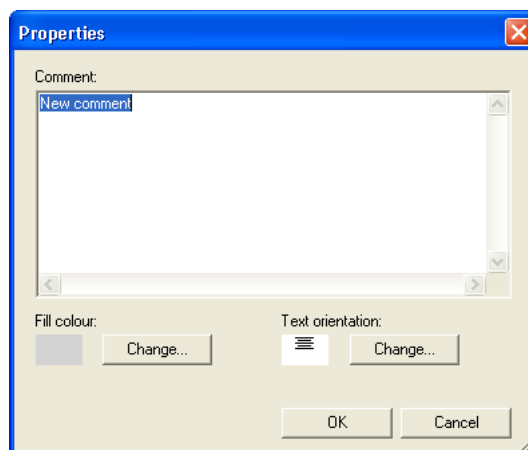 Properties
Comment:
New comment
Fill colour: Text orientation:
Change... Change...
OK Cancel